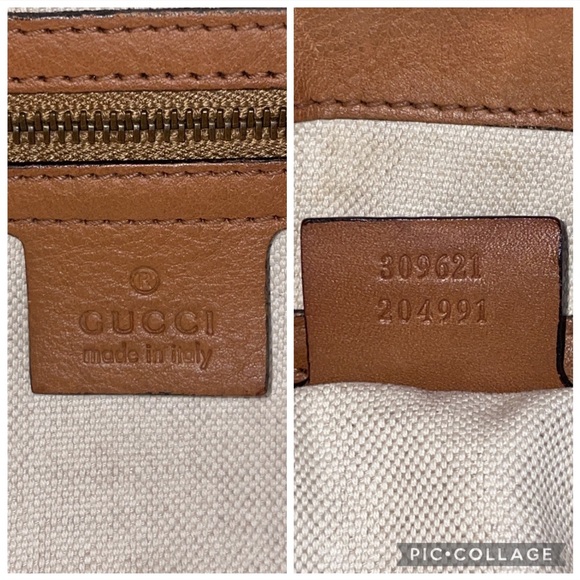 ®
GUCCI
made in italy
309621
204991
PIC•COLLAGE